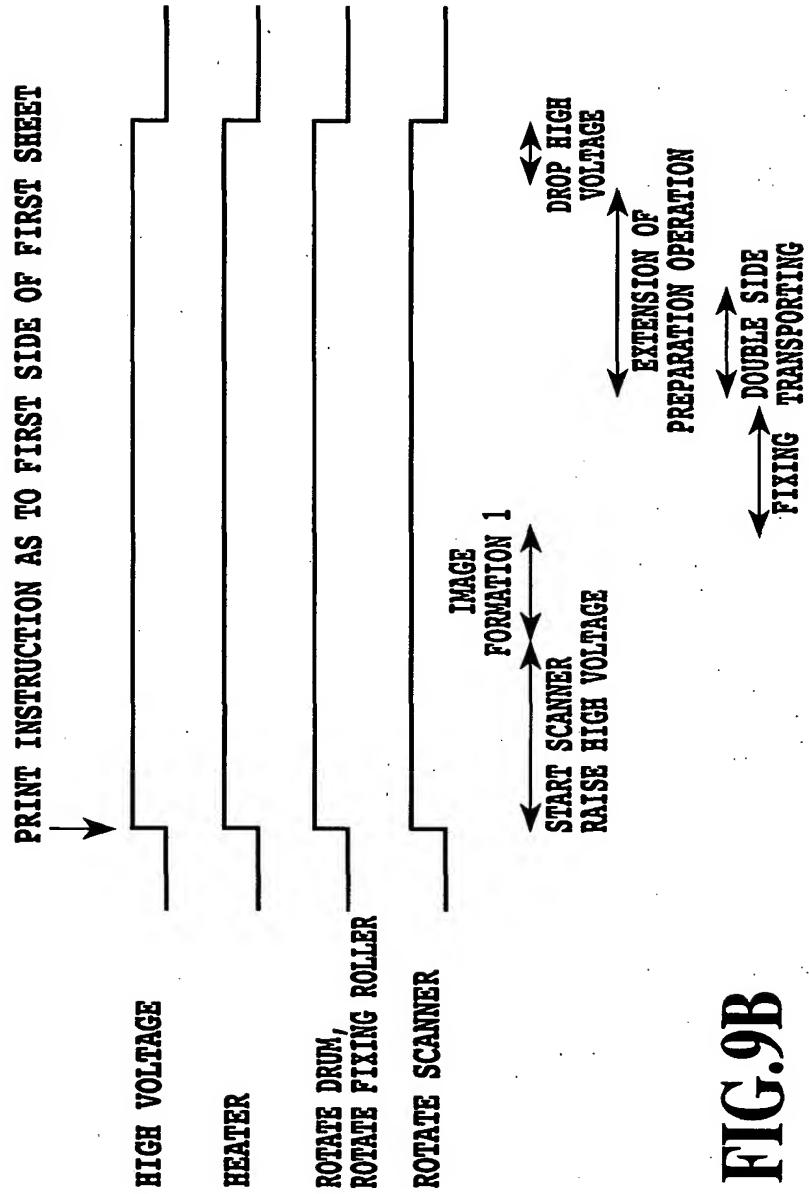 PRINT INSTRUCTION AS TO FIRST SIDE OF FIRST SHEET
HIGH VOLTAGE
HEATER
ROTATE DRUM,
ROTATE FIXING ROLLER
ROTATE SCANNER
IMAGE
FORMATION 1
START SCANNER
RAISE HIGH VOLTAGE
DROP HIGH
VOLTAGE
EXTENSION OF
PREPARATION OPERATION
DOUBLE SIDE
TRANSPORTING
FIXING
FIG.9B